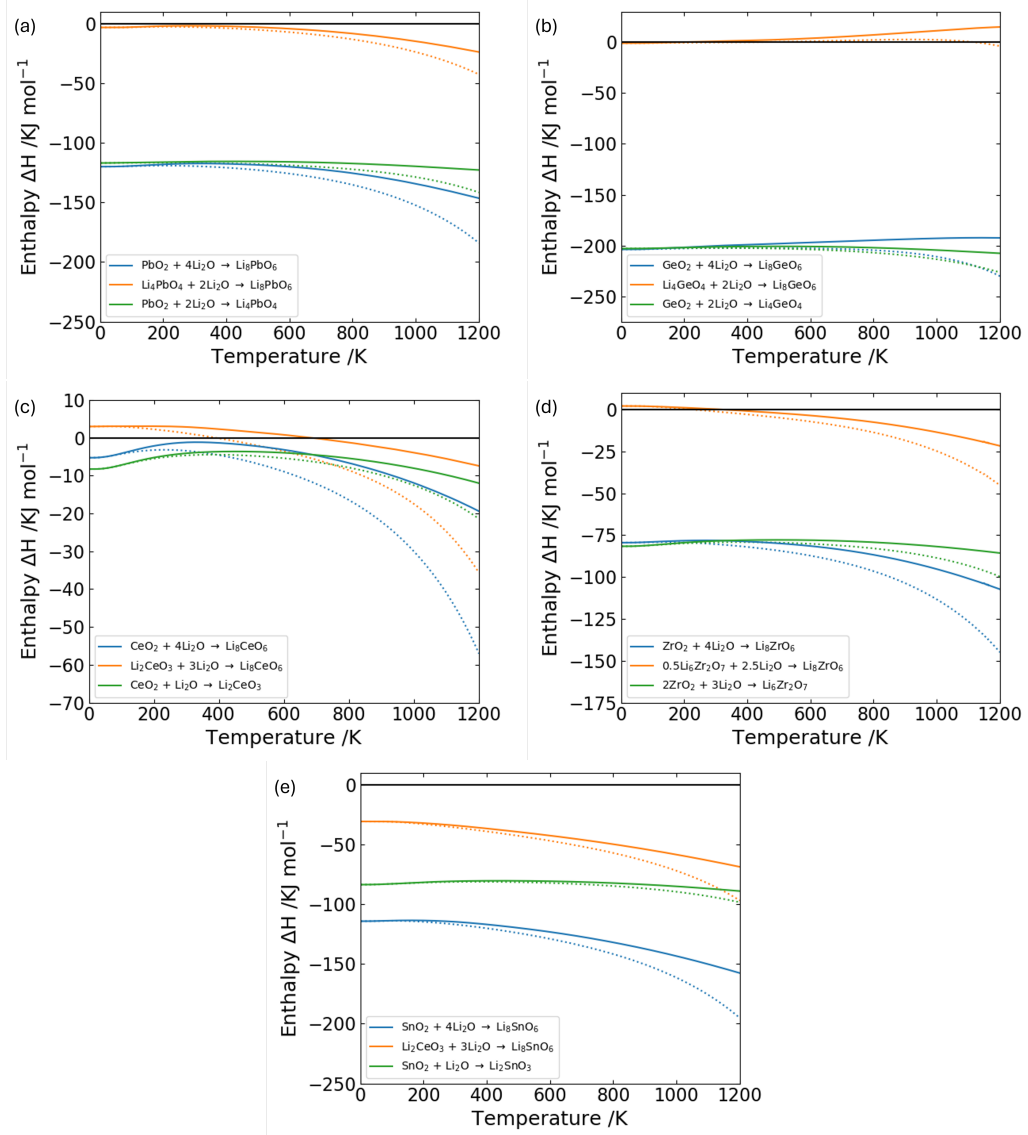 (a)
Enthalpy ΔH /KJ mol⁻¹
0
−50
−100
−150
−200
−250
PbO₂ + 4Li₂O → Li₈PbO₆
Li₄PbO₄ + 2Li₂O → Li₈PbO₆
PbO₂ + 2Li₂O → Li₄PbO₄
0 200 400 600 800 1000 1200
Temperature /K
(b)
Enthalpy ΔH /KJ mol⁻¹
0
−50
−100
−150
−200
−250
GeO₂ + 4Li₂O → Li₈GeO₆
Li₄GeO₄ + 2Li₂O → Li₈GeO₆
GeO₂ + 2Li₂O → Li₄GeO₄
0 200 400 600 800 1000 1200
Temperature /K
(c)
Enthalpy ΔH /KJ mol⁻¹
10
0
−10
−20
−30
−40
−50
−60
−70
CeO₂ + 4Li₂O → Li₈CeO₆
Li₂CeO₃ + 3Li₂O → Li₈CeO₆
CeO₂ + Li₂O → Li₂CeO₃
0 200 400 600 800 1000 1200
Temperature /K
(d)
Enthalpy ΔH /KJ mol⁻¹
0
−25
−50
−75
−100
−125
−150
−175
ZrO₂ + 4Li₂O → Li₈ZrO₆
0.5Li₆Zr₂O₇ + 2.5Li₂O → Li₈ZrO₆
2ZrO₂ + 3Li₂O → Li₆Zr₂O₇
0 200 400 600 800 1000 1200
Temperature /K
(e)
Enthalpy ΔH /KJ mol⁻¹
0
−50
−100
−150
−200
−250
SnO₂ + 4Li₂O → Li₈SnO₆
Li₂CeO₃ + 3Li₂O → Li₈SnO₆
SnO₂ + Li₂O → Li₂SnO₃
0 200 400 600 800 1000 1200
Temperature /K